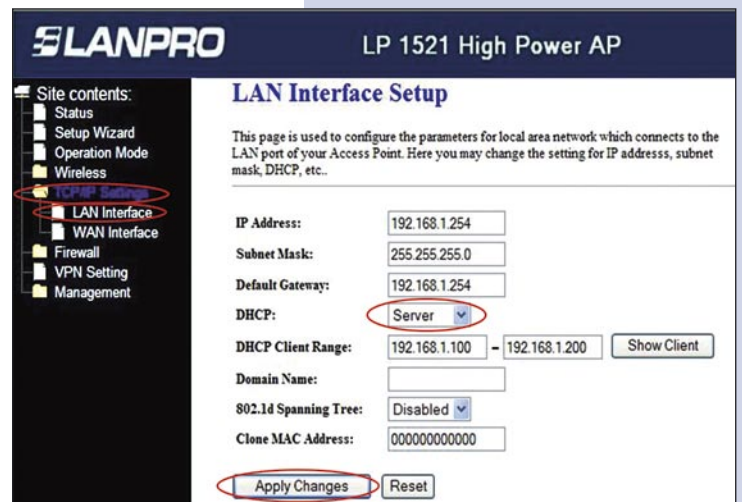 LANPRO
LP 1521 High Power AP
Site contents:
Status
Setup Wizard
Operation Mode
Wireless
TCP/IP Settings
LAN Interface
WAN Interface
Firewall
VPN Setting
Management
LAN Interface Setup
This page is used to configure the parameters for local area network which connects to the
LAN port of your Access Point. Here you may change the setting for IP addresss, subnet
mask, DHCP, etc..
IP Address: 192.168.1.254
Subnet Mask: 255.255.255.0
Default Gateway: 192.168.1.254
DHCP: Server
DHCP Client Range: 192.168.1.100 – 192.168.1.200 Show Client
Domain Name:
802.1d Spanning Tree: Disabled
Clone MAC Address: 000000000000
Apply Changes Reset